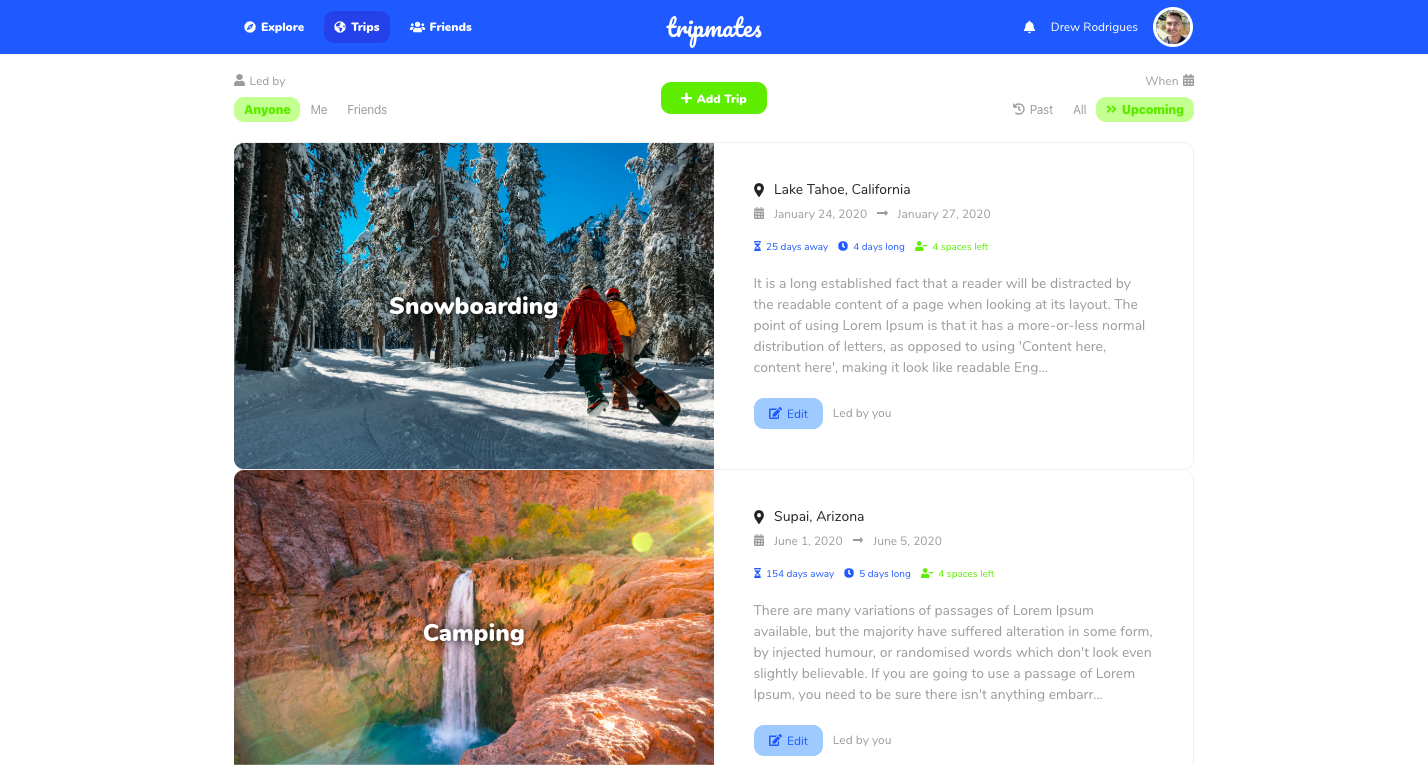 Explore Trips Friends tripmates Drew Rodrigues
Led by
Anyone Me Friends
+ Add Trip
When
Past All Upcoming
Snowboarding
Lake Tahoe, California
January 24, 2020 → January 27, 2020
25 days away 4 days long 4 spaces left
It is a long established fact that a reader will be distracted by
the readable content of a page when looking at its layout. The
point of using Lorem Ipsum is that it has a more-or-less normal
distribution of letters, as opposed to using 'Content here,
content here', making it look like readable Eng...
Edit Led by you
Camping
Supai, Arizona
June 1, 2020 → June 5, 2020
154 days away 5 days long 4 spaces left
There are many variations of passages of Lorem Ipsum
available, but the majority have suffered alteration in some form,
by injected humour, or randomised words which don't look even
slightly believable. If you are going to use a passage of Lorem
Ipsum, you need to be sure there isn't anything embarr...
Edit Led by you